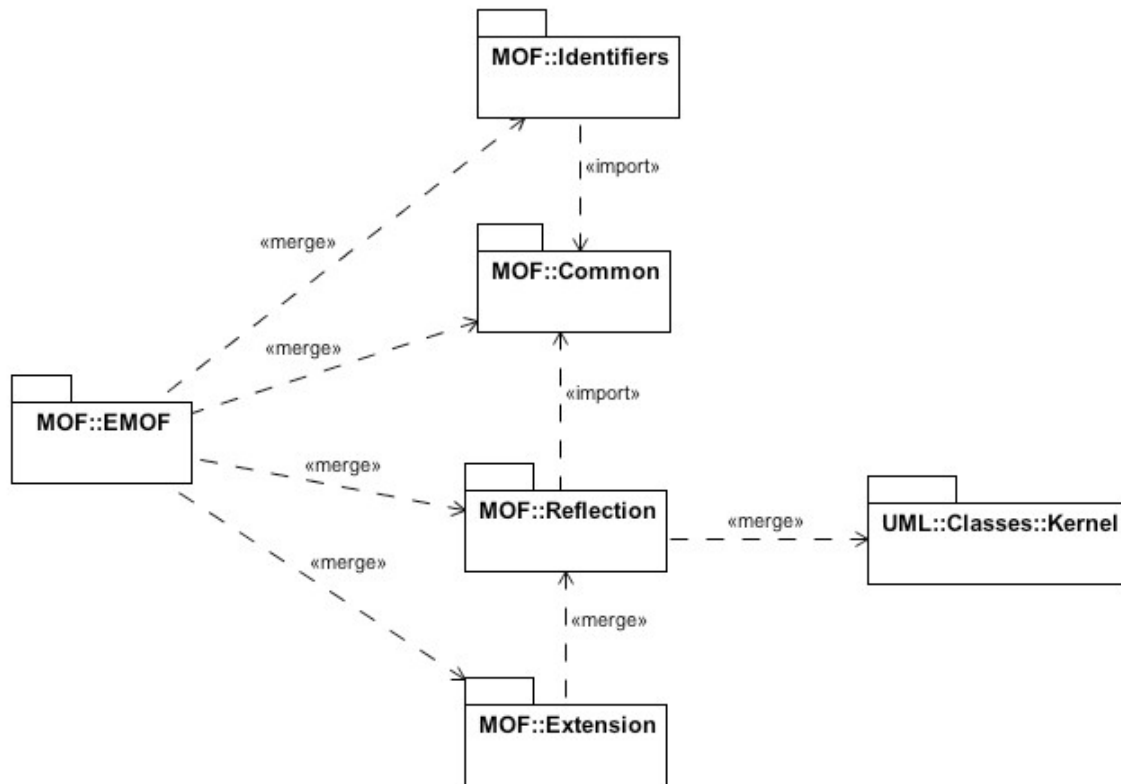 MOF::Identifiers
«import»
«merge»
MOF::Common
«merge»
«import»
MOF::EMOF
«merge»
MOF::Reflection
«merge»
UML::Classes::Kernel
«merge»
«merge»
MOF::Extension